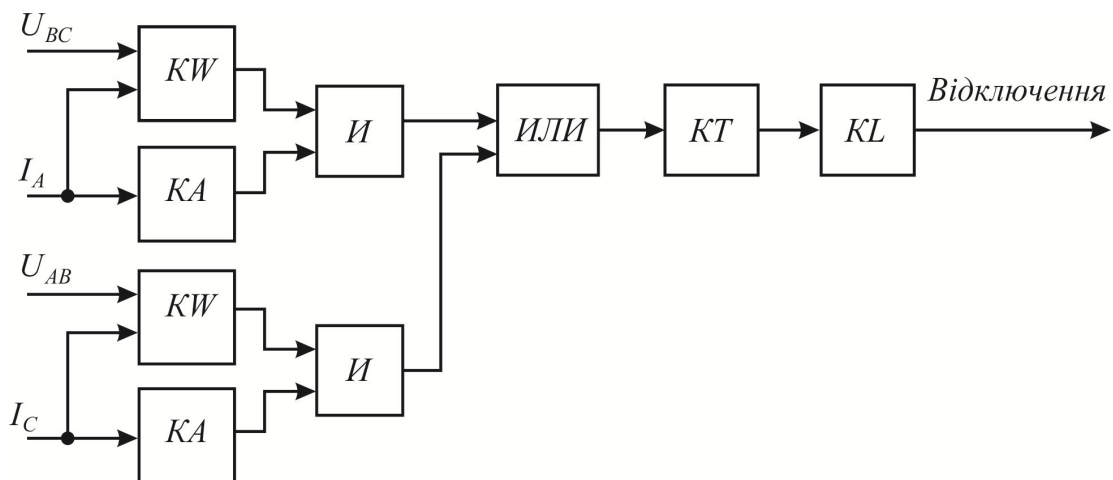 U_BC
KW
I_A
KA
И
ИЛИ
KT
KL
Відключення
U_AB
KW
I_C
KA
И